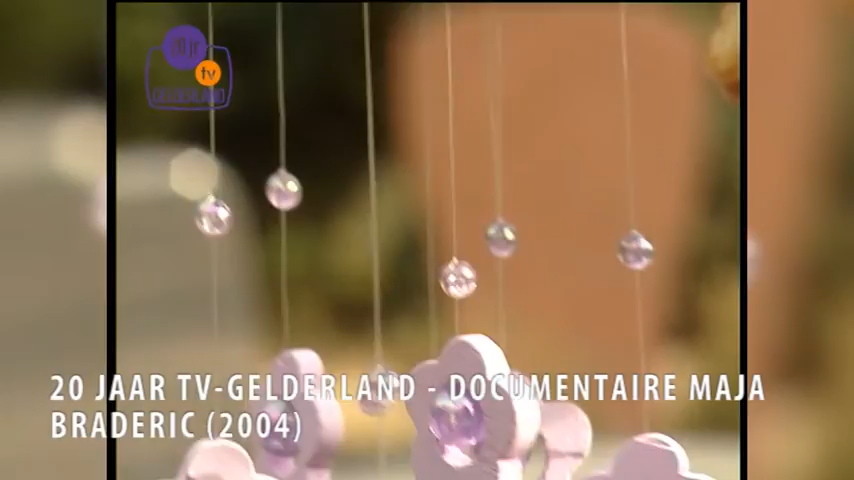 tv
GELDERLAND
20 JAAR TV-GELDERLAND - DOCUMENTAIRE MAJA
BRADERIC (2004)